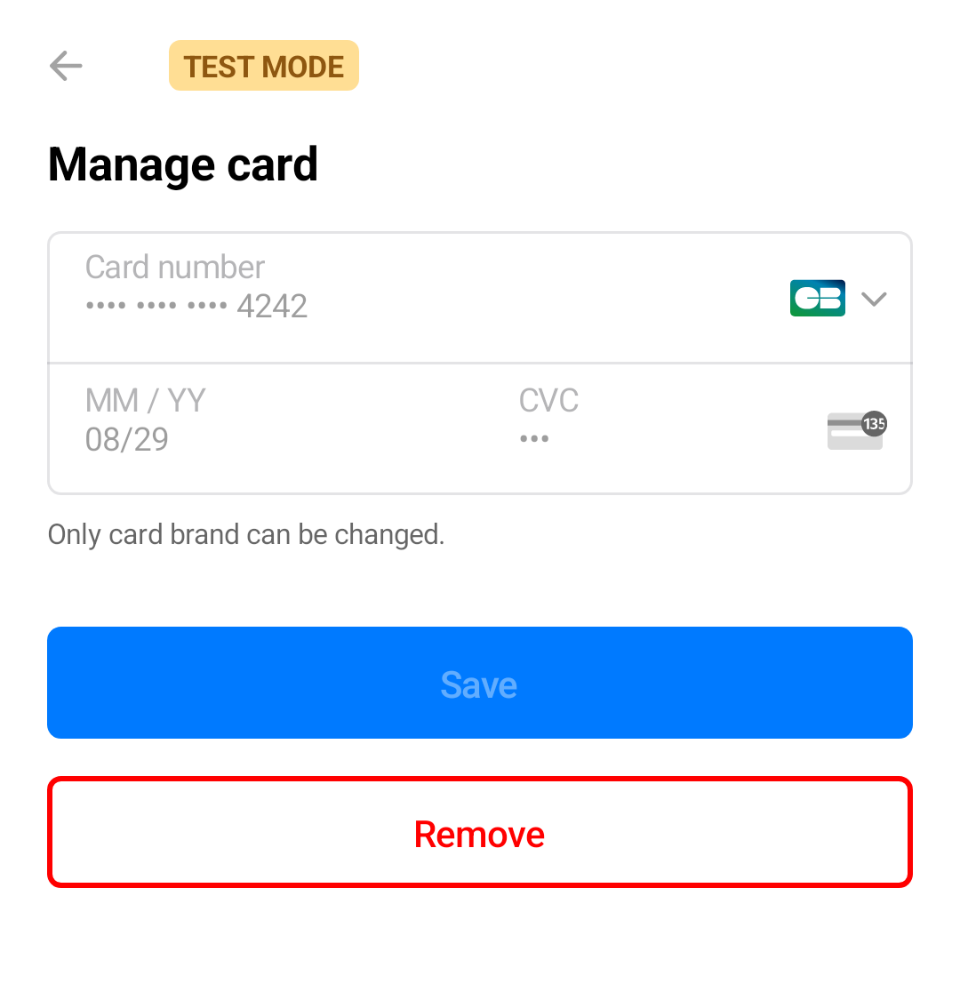 TEST MODE
Manage card
Card number
•••• •••• •••• 4242
CB
MM / YY
08/29
CVC
•••
135
Only card brand can be changed.
Save
Remove